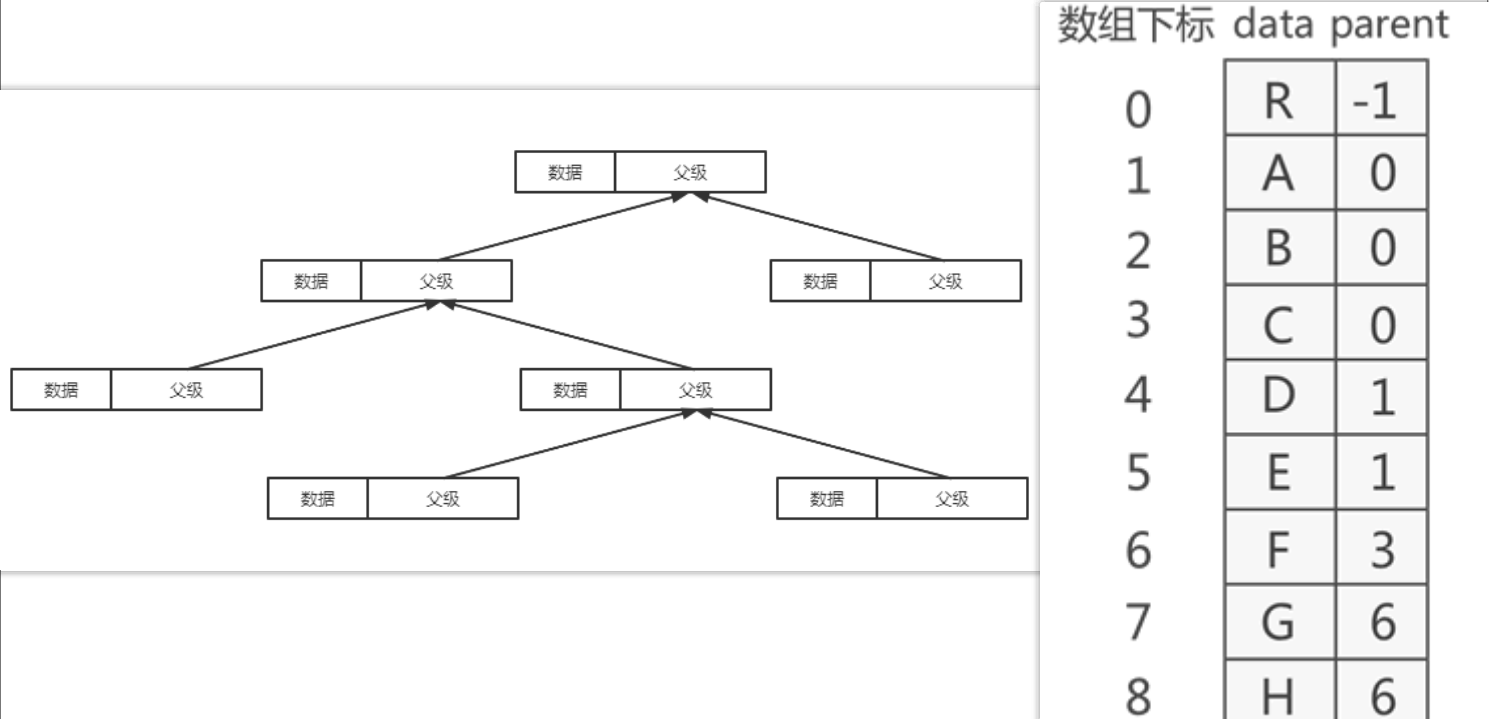 数据 父级
数据 父级 数据 父级
数据 父级 数据 父级
数据 父级 数据 父级
数组下标 data parent
0 R -1
1 A 0
2 B 0
3 C 0
4 D 1
5 E 1
6 F 3
7 G 6
8 H 6